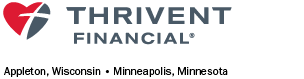 THRIVENT
FINANCIAL®
Appleton, Wisconsin • Minneapolis, Minnesota